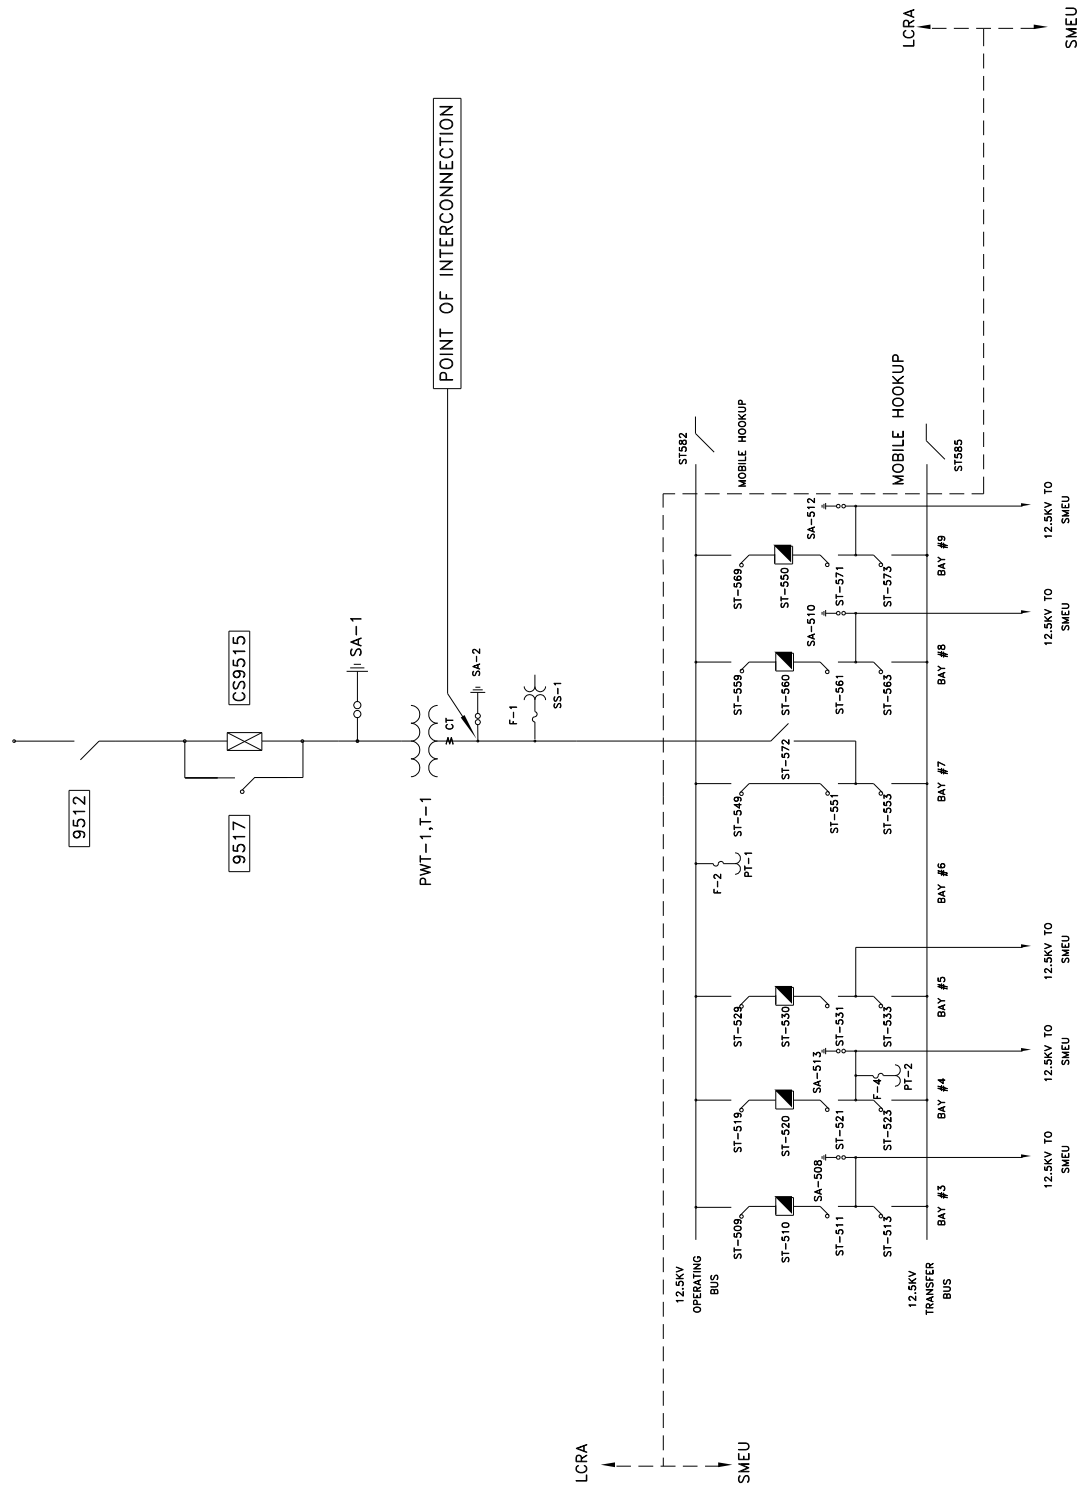 LCRA
SMEU
POINT OF INTERCONNECTION
9512
CS9515
9517
SA-1
PWT-1,T-1
CT
SA-2
F-1
SS-1
ST582
MOBILE HOOKUP
MOBILE HOOKUP
ST585
12.5KV
OPERATING
BUS
12.5KV
TRANSFER
BUS
ST-509
ST-510
SA-508
ST-511
ST-513
BAY #3
12.5KV TO
SMEU
ST-519
ST-520
SA-513
ST-521
F-4
PT-2
ST-523
BAY #4
12.5KV TO
SMEU
ST-529
ST-530
ST-531
ST-533
BAY #5
12.5KV TO
SMEU
F-2
PT-1
BAY #6
ST-549
ST-572
ST-551
ST-553
BAY #7
ST-559
ST-560
SA-510
ST-561
ST-563
BAY #8
12.5KV TO
SMEU
ST-569
ST-550
SA-512
ST-571
ST-573
BAY #9
12.5KV TO
SMEU
LCRA
SMEU